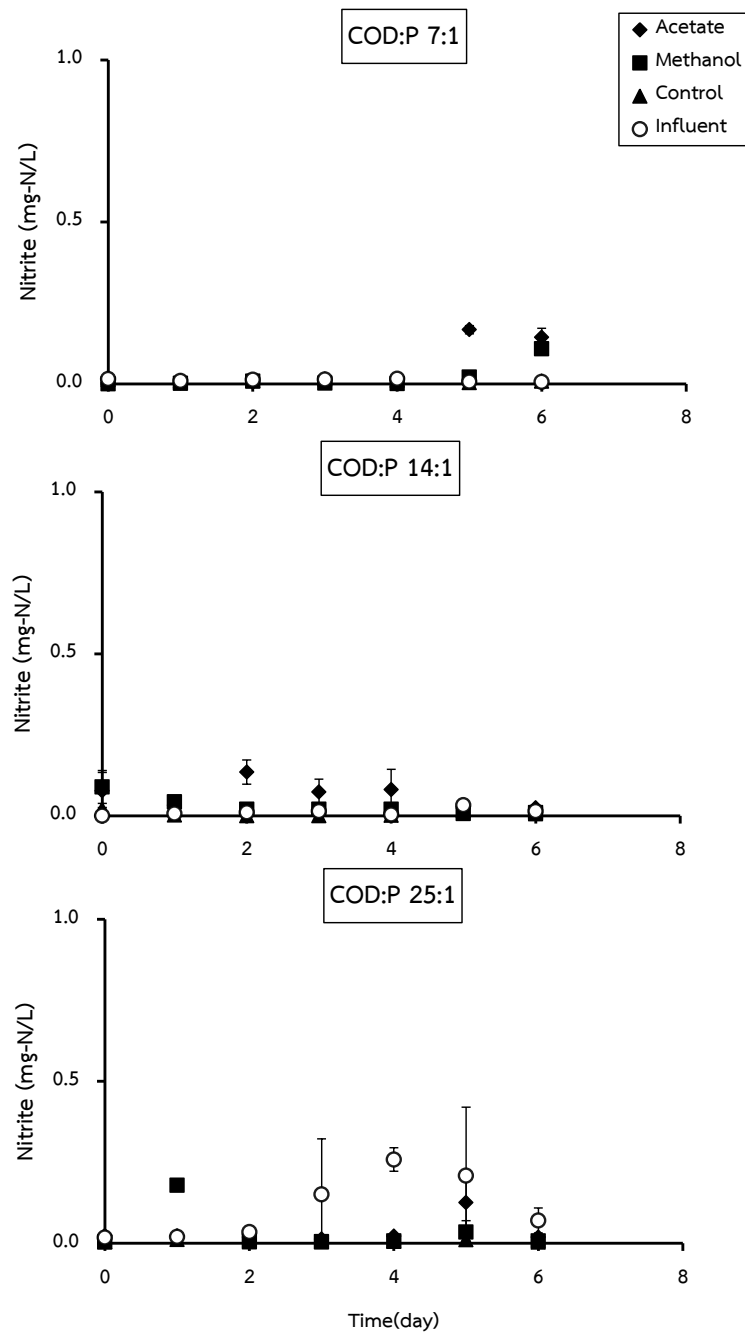 COD:P 7:1
Acetate
Methanol
Control
Influent
1.0
0.5
0.0
Nitrite (mg-N/L)
0 2 4 6 8
COD:P 14:1
1.0
0.5
0.0
Nitrite (mg-N/L)
0 2 4 6 8
COD:P 25:1
1.0
0.5
0.0
Nitrite (mg-N/L)
0 2 4 6 8
Time(day)